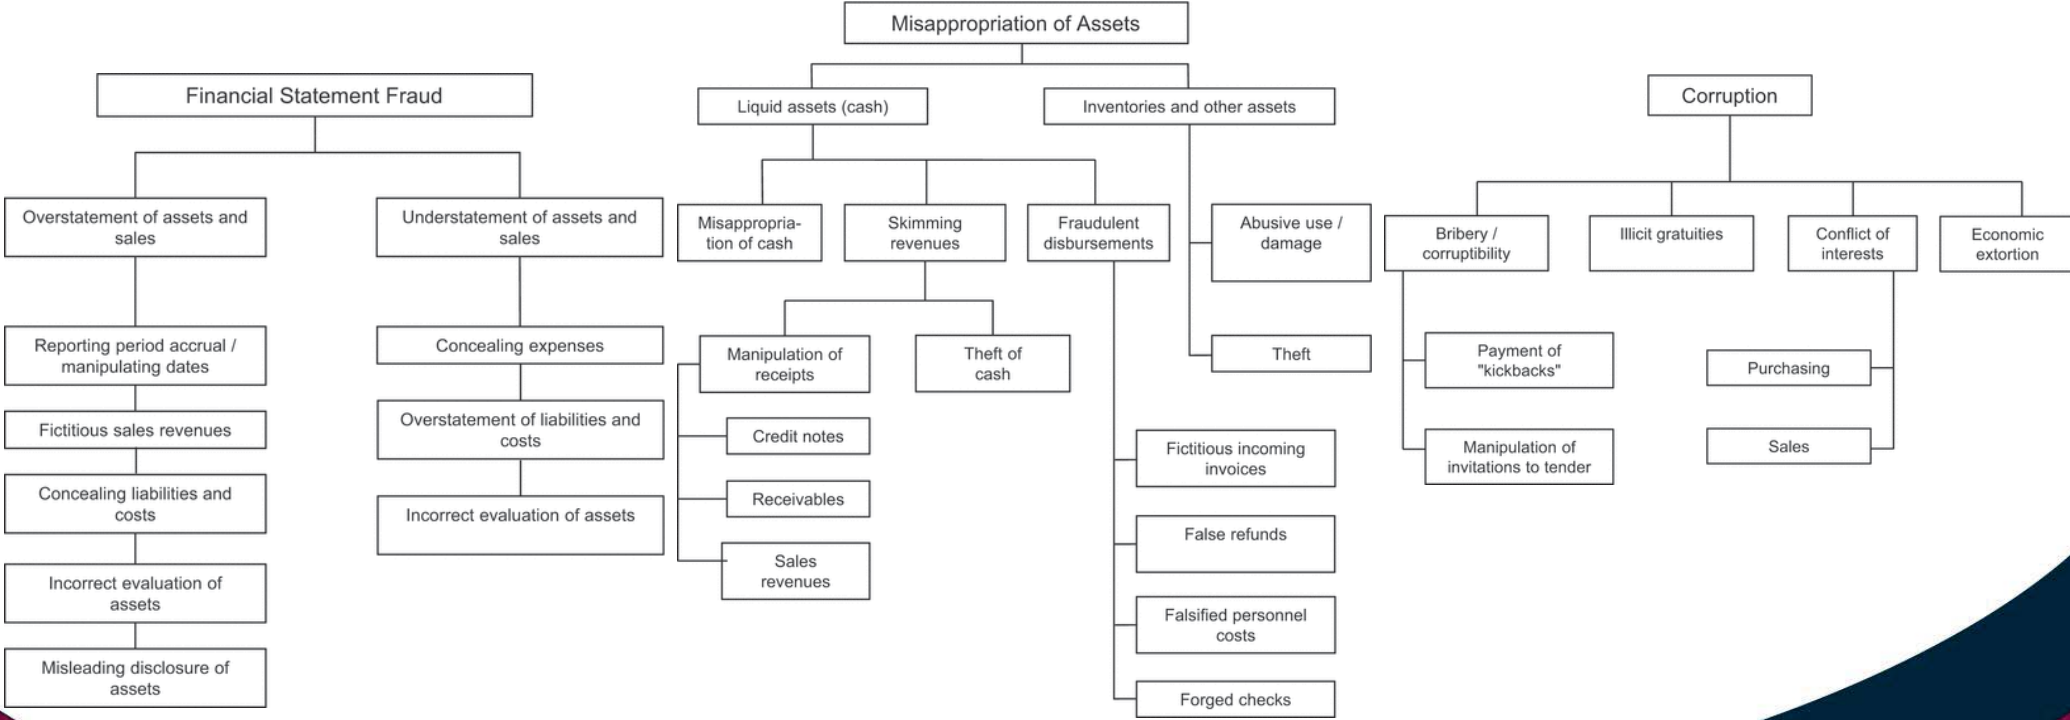 Financial Statement Fraud
Overstatement of assets and
sales
Reporting period accrual /
manipulating dates
Fictitious sales revenues
Concealing liabilities and
costs
Incorrect evaluation of
assets
Misleading disclosure of
assets
Understatement of assets and
sales
Concealing expenses
Overstatement of liabilities and
costs
Incorrect evaluation of assets
Misappropriation of Assets
Liquid assets (cash)
Misappropria-
tion of cash
Skimming
revenues
Manipulation of
receipts
Credit notes
Receivables
Sales
revenues
Theft of
cash
Fraudulent
disbursements
Fictitious incoming
invoices
False refunds
Falsified personnel
costs
Forged checks
Inventories and other assets
Abusive use /
damage
Theft
Corruption
Bribery /
corruptibility
Payment of
"kickbacks"
Manipulation of
invitations to tender
Illicit gratuities
Conflict of
interests
Purchasing
Sales
Economic
extortion